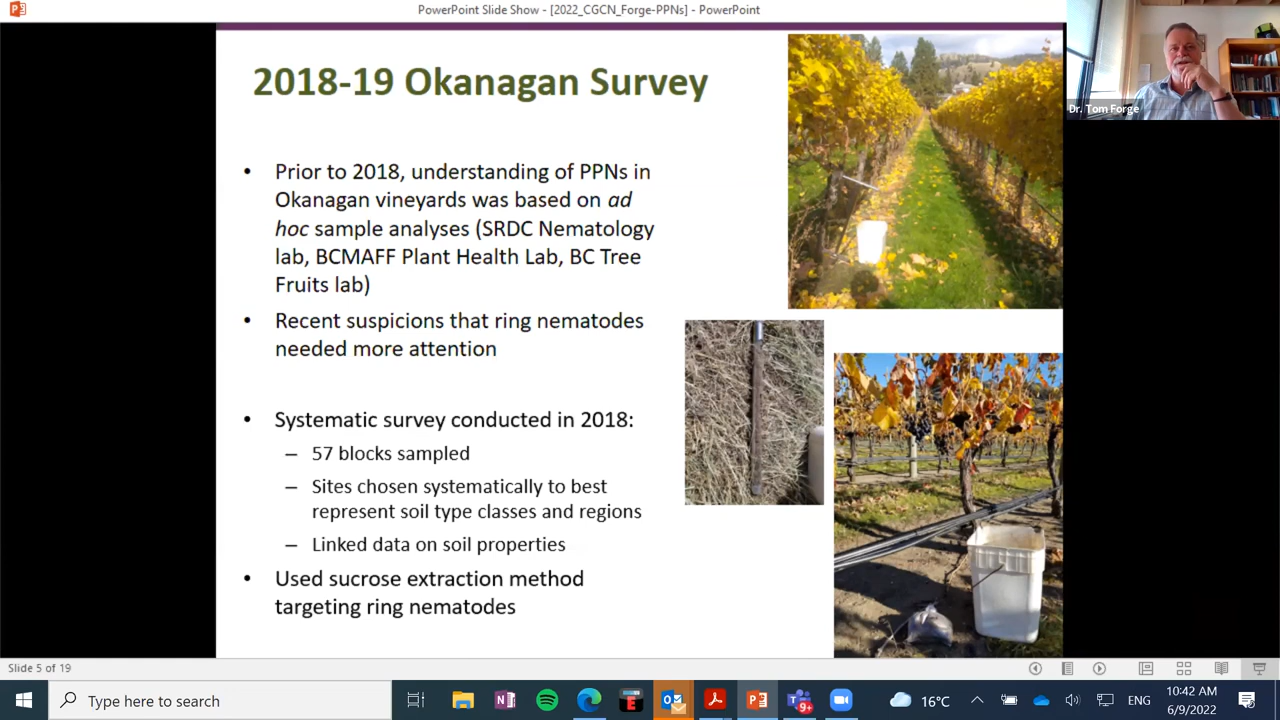 PowerPoint Slide Show - [2022_CGCN_Forge-PPNs] - PowerPoint
Dr. Tom Forge
2018-19 Okanagan Survey
• Prior to 2018, understanding of PPNs in
Okanagan vineyards was based on ad
hoc sample analyses (SRDC Nematology
lab, BCMAFF Plant Health Lab, BC Tree
Fruits lab)
• Recent suspicions that ring nematodes
needed more attention
• Systematic survey conducted in 2018:
– 57 blocks sampled
– Sites chosen systematically to best
represent soil type classes and regions
– Linked data on soil properties
• Used sucrose extraction method
targeting ring nematodes
Slide 5 of 19
Type here to search
9+
16°C
ENG
10:42 AM
6/9/2022